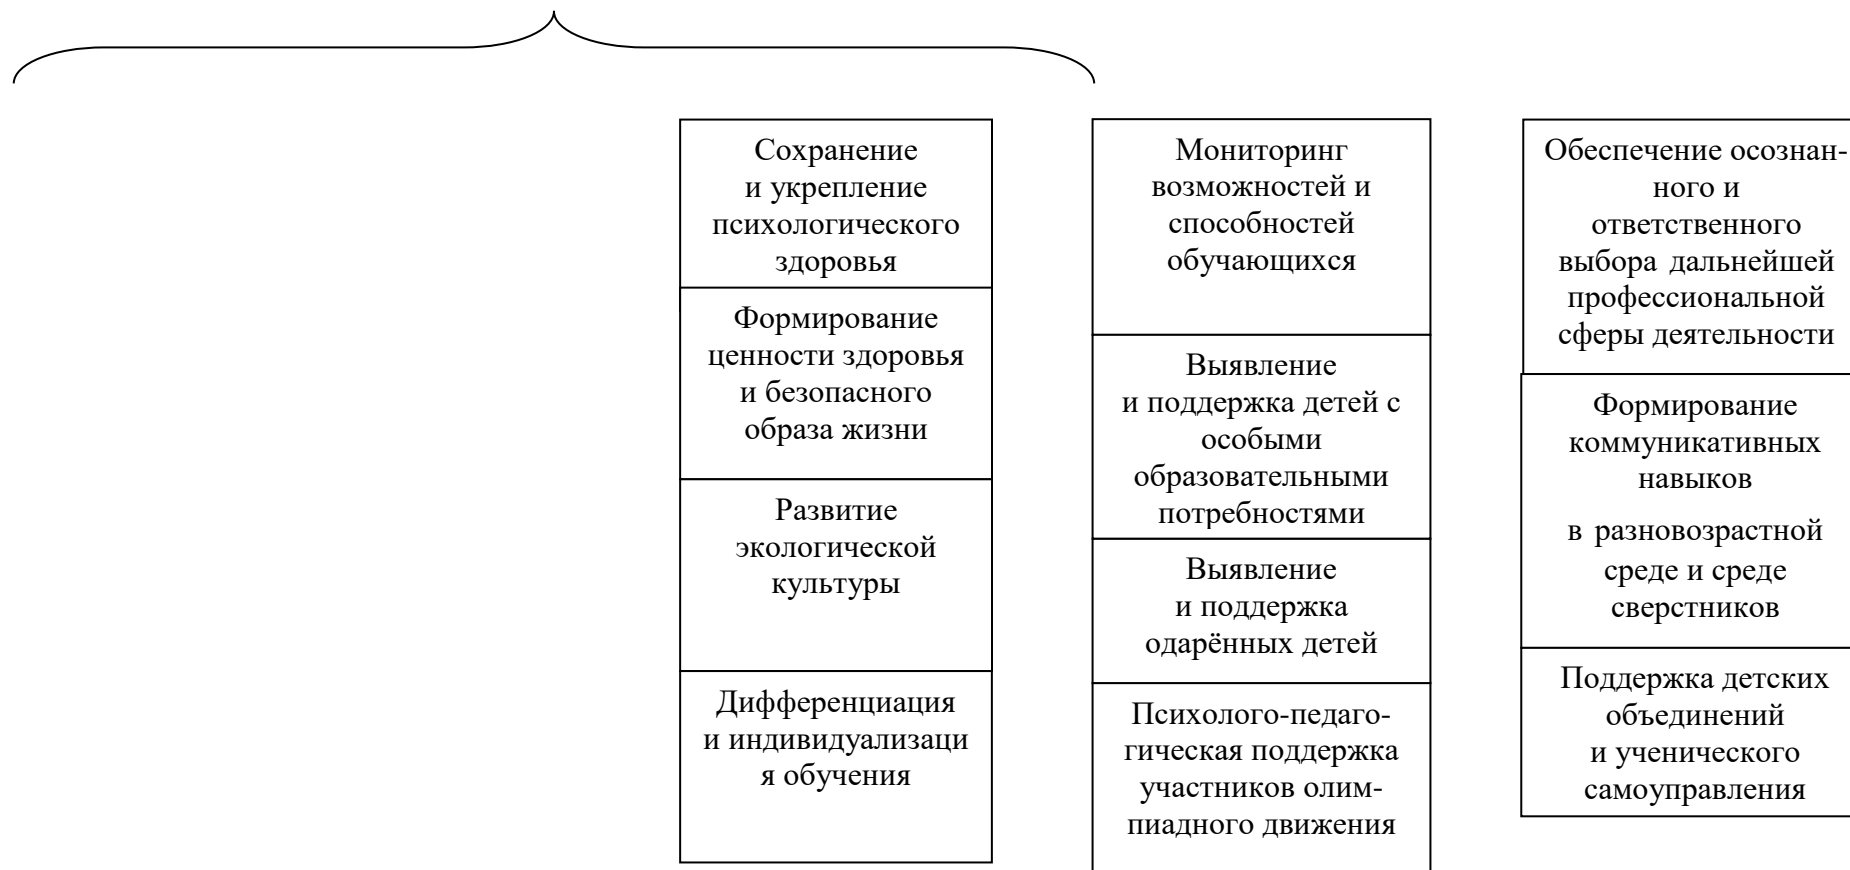 Сохранение
и укрепление
психологического
здоровья
Формирование
ценности здоровья
и безопасного
образа жизни
Развитие
экологической
культуры
Дифференциация
и индивидуализаци
я обучения
Мониторинг
возможностей и
способностей
обучающихся
Выявление
и поддержка детей с
особыми
образовательными
потребностями
Выявление
и поддержка
одарённых детей
Психолого-педаго-
гическая поддержка
участников олим-
пиадного движения
Обеспечение осознан-
ного и
ответственного
выбора дальнейшей
профессиональной
сферы деятельности
Формирование
коммуникативных
навыков
в разновозрастной
среде и среде
сверстников
Поддержка детских
объединений
и ученического
самоуправления